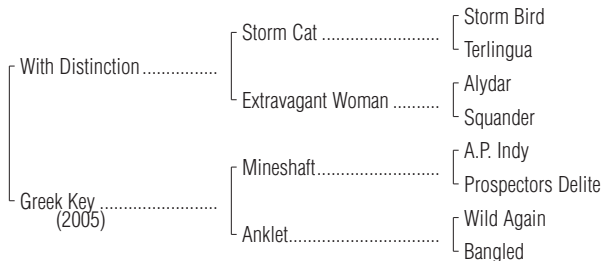 Storm Bird
Storm Cat ........................
Terlingua
With Distinction ...............
Alydar
Extravagant Woman ..........
Squander
A.P. Indy
Mineshaft.........................
Prospectors Delite
Greek Key ........................
(2005)
Wild Again
Anklet...............................
Bangled